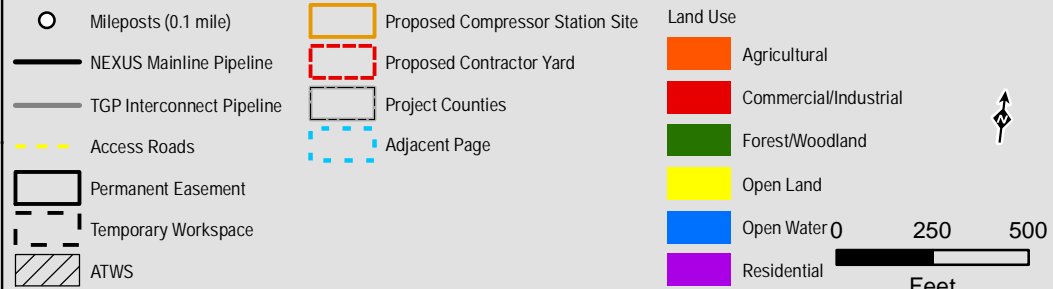 Mileposts (0.1 mile)
NEXUS Mainline Pipeline
TGP Interconnect Pipeline
Access Roads
Permanent Easement
Temporary Workspace
ATWS
Proposed Compressor Station Site
Proposed Contractor Yard
Project Counties
Adjacent Page
Land Use
Agricultural
Commercial/Industrial
Forest/Woodland
Open Land
Open Water
Residential
N
0 250 500
Feet